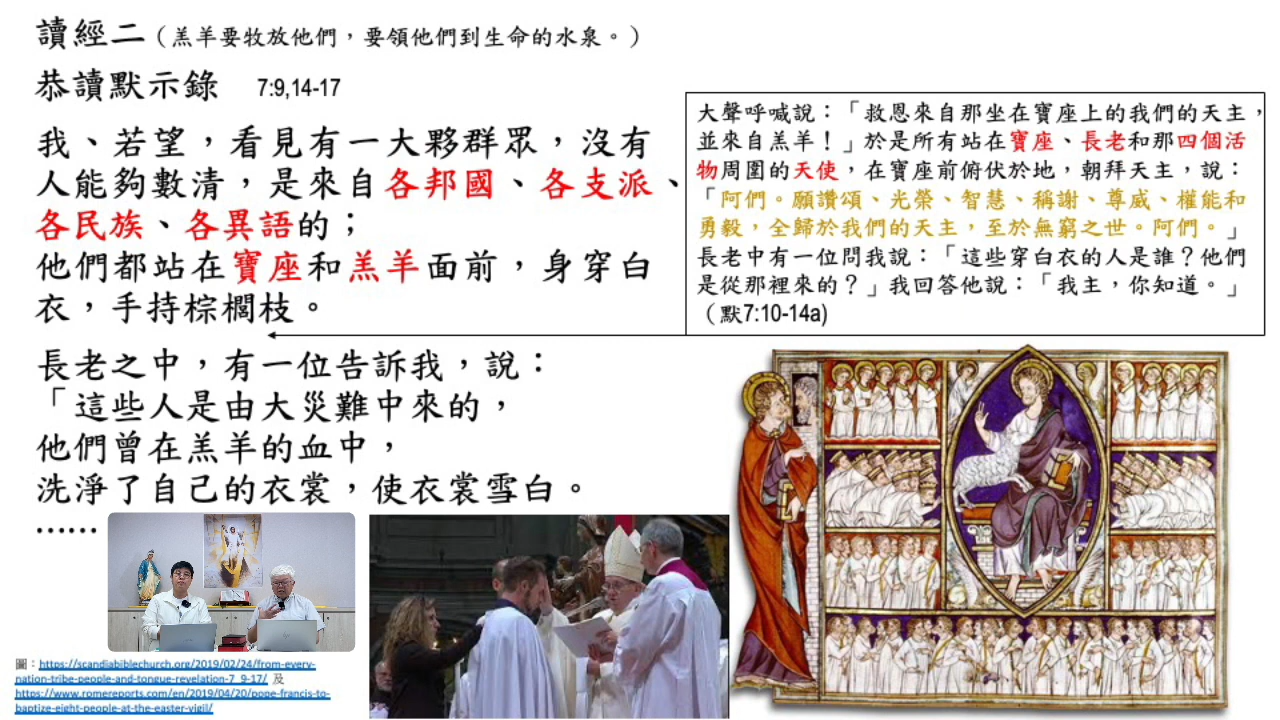 讀經二（羔羊要牧放他們，要領他們到生命的水泉。）
恭讀默示錄 7:9,14-17
我、若望，看見有一大夥群眾，沒有
人能夠數清，是來自各邦國、各支派、
各民族、各異語的；
他們都站在寶座和羔羊面前，身穿白
衣，手持棕櫚枝。
長老之中，有一位告訴我，說：
「這些人是由大災難中來的，
他們曾在羔羊的血中，
洗淨了自己的衣裳，使衣裳雪白。
……
大聲呼喊說：「救恩來自那坐在寶座上的我們的天主，
並來自羔羊！」於是所有站在寶座、長老和那四個活
物周圍的天使，在寶座前俯伏於地，朝拜天主，說：
「阿們。願讚頌、光榮、智慧、稱謝、尊威、權能和
勇毅，全歸於我們的天主，至於無窮之世。阿們。」
長老中有一位問我說：「這些穿白衣的人是誰？他們
是從那裡來的？」我回答他說：「我主，你知道。」
（默7:10-14a)
圖：https://scandiabiblechurch.org/2019/02/24/from-every-
nation-tribe-people-and-tongue-revelation-7_9-17/ 及
https://www.romereports.com/en/2019/04/20/pope-francis-to-
baptize-eight-people-at-the-easter-vigil/